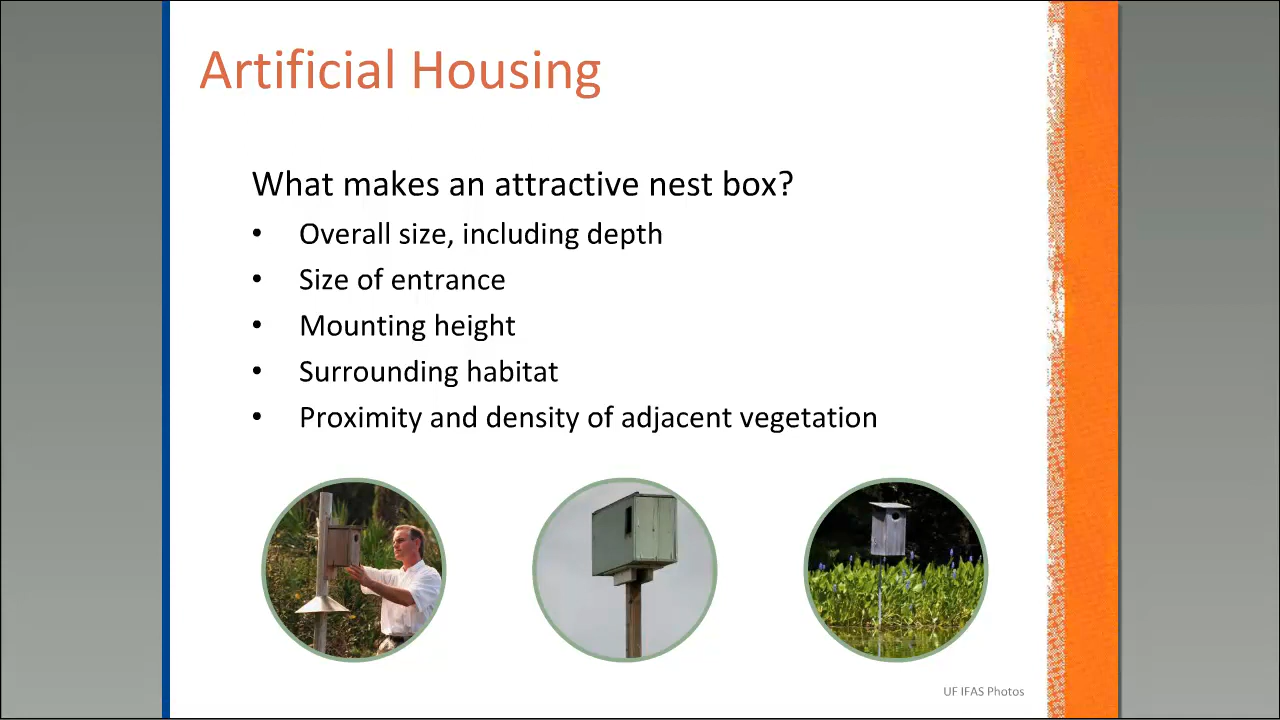 Artificial Housing
What makes an attractive nest box?
• Overall size, including depth
• Size of entrance
• Mounting height
• Surrounding habitat
• Proximity and density of adjacent vegetation
UF IFAS Photos